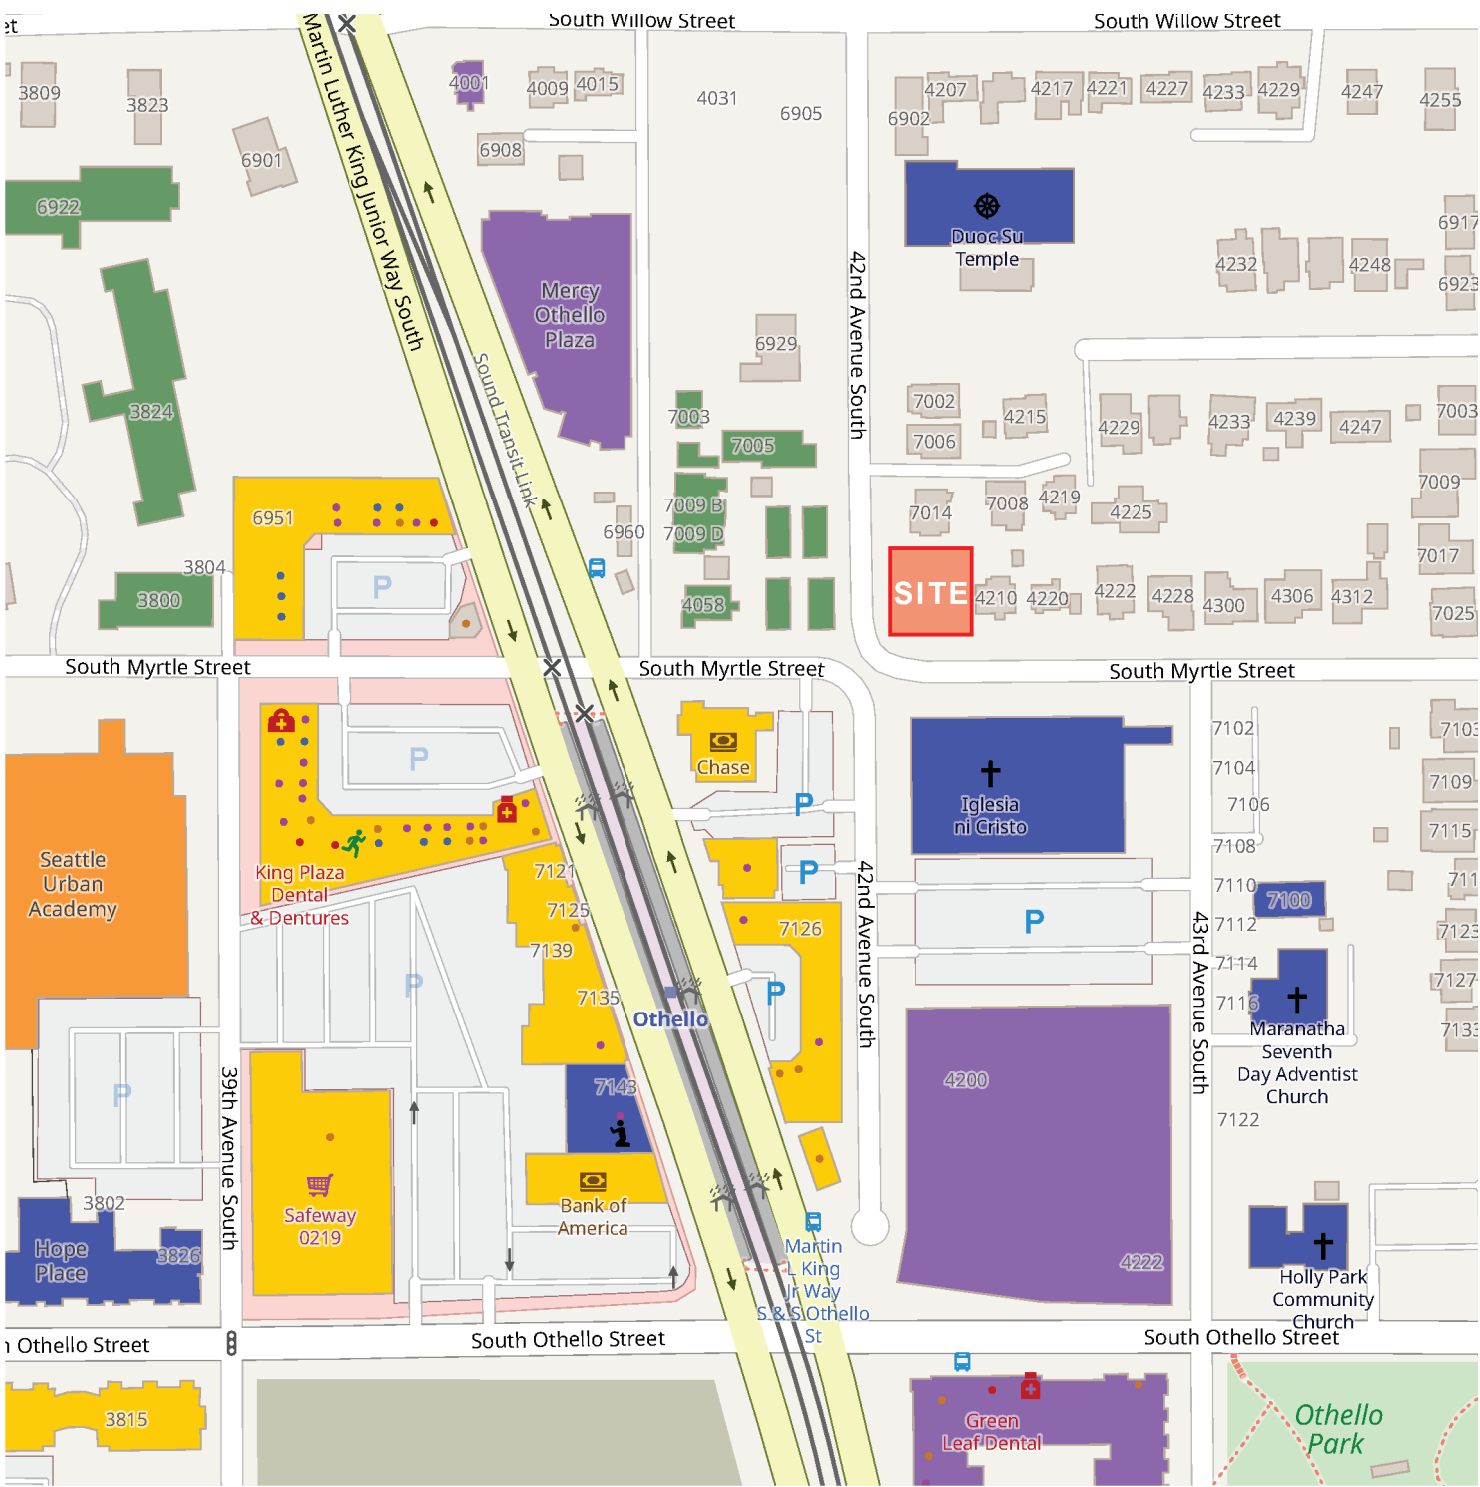 et
South Willow Street
South Willow Street
Martin Luther King Junior Way South
3809
3823
4001
4009
4015
4031
6905
6902
4207
4217
4221
4227
4233
4229
4247
4255
6901
6908
6922
Duoc Su
Temple
6917
4232
4248
6923
Mercy
Othello
Plaza
42nd Avenue South
6929
Sound Transit Link
3824
7003
7005
7002
7006
4215
4229
4233
4239
4247
7003
6951
7009 B
7009 D
6960
7014
7008
4219
4225
7009
7017
3804
3800
P
4058
SITE
4210
4220
4222
4228
4300
4306
4312
7025
South Myrtle Street
South Myrtle Street
South Myrtle Street
P
Chase
P
Iglesia
ni Cristo
7102
7104
7106
7108
7103
7109
7115
Seattle
Urban
Academy
King Plaza
Dental
& Dentures
7121
7125
7139
7135
P
7126
P
42nd Avenue South
P
7110
7112
7114
7116
7100
711
7123
7127
7133
43rd Avenue South
P
Othello
P
Maranatha
Seventh
Day Adventist
Church
7122
39th Avenue South
7143
4200
4222
3802
Hope
Place
3826
Safeway
0219
Bank of
America
Martin
L King
Jr Way
S & S Othello
St
Holly Park
Community
Church
h Othello Street
South Othello Street
South Othello Street
3815
Green
Leaf Dental
Othello
Park